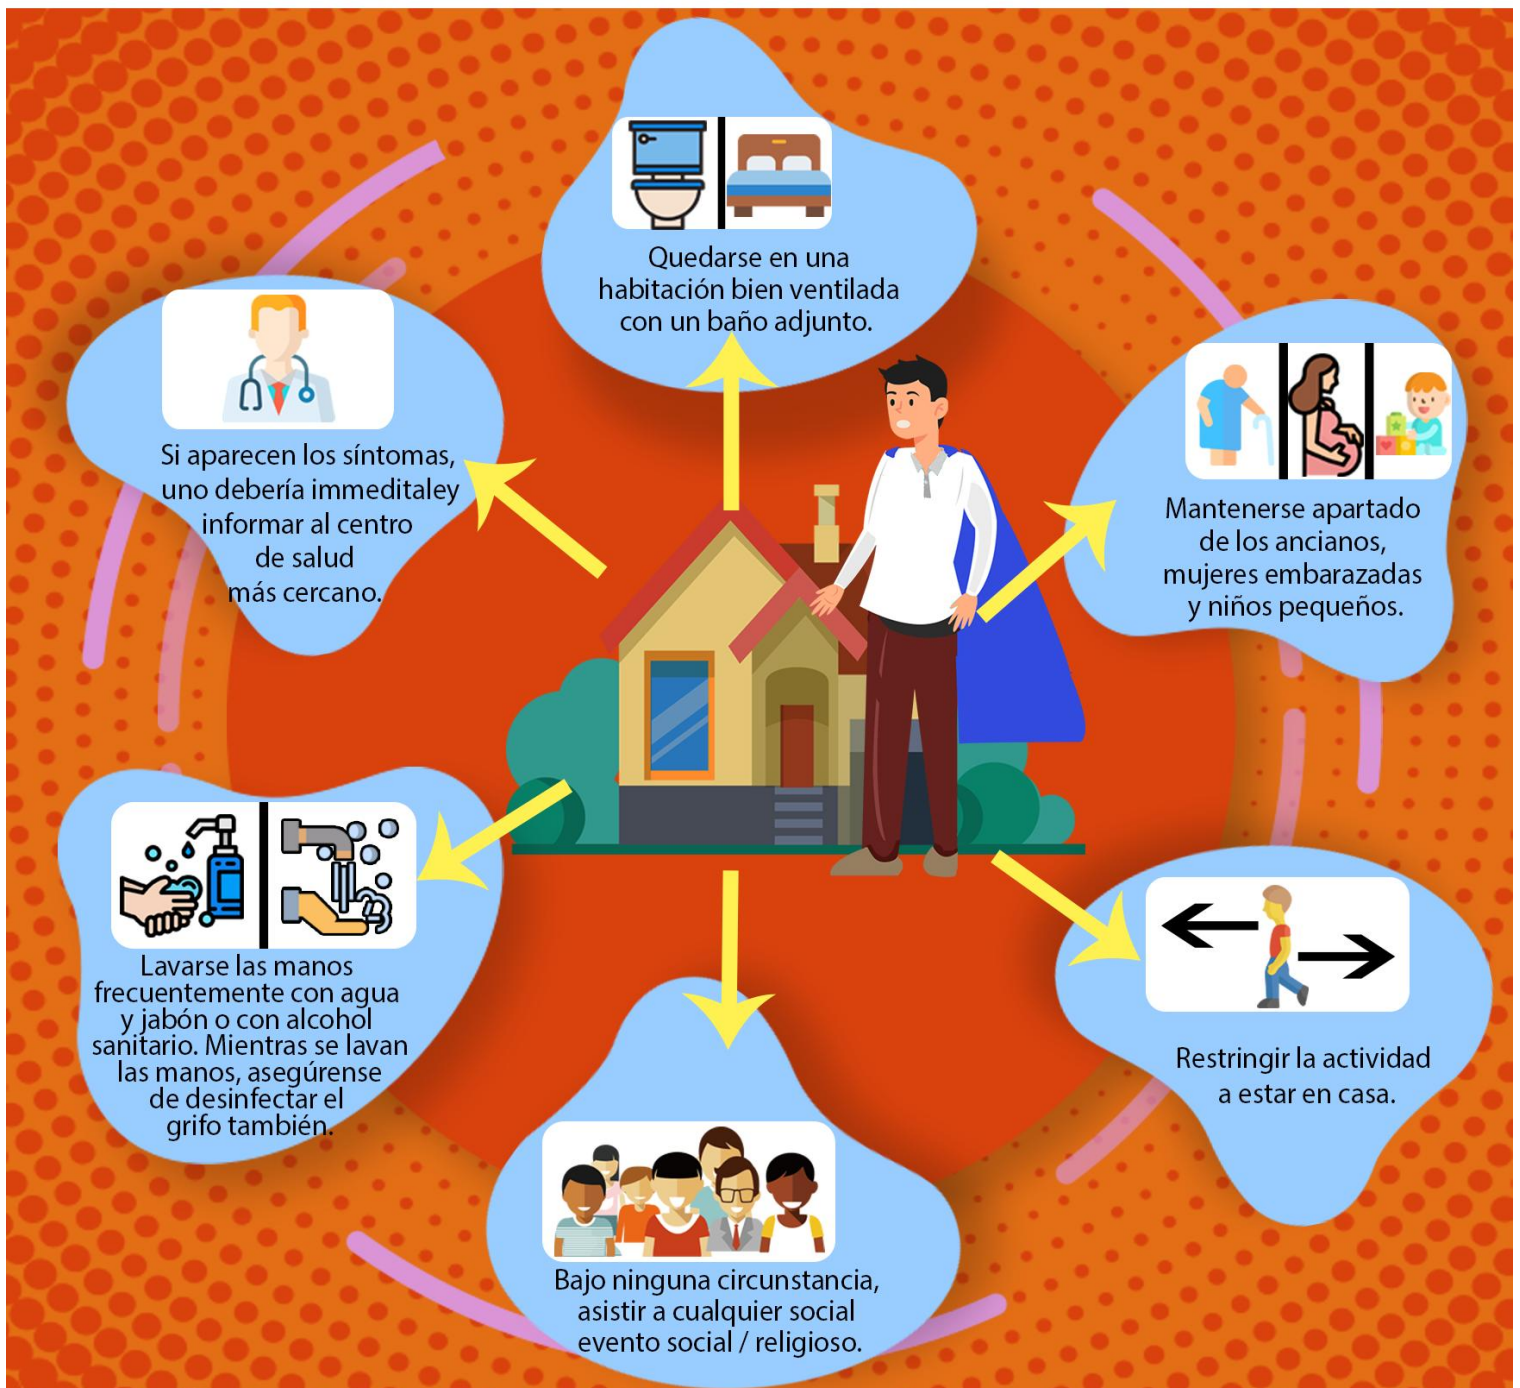 Quedarse en una
habitación bien ventilada
con un baño adjunto.
Si aparecen los síntomas,
uno debería immeditaley
informar al centro
de salud
más cercano.
Mantenerse apartado
de los ancianos,
mujeres embarazadas
y niños pequeños.
Lavarse las manos
frecuentemente con agua
y jabón o con alcohol
sanitario. Mientras se lavan
las manos, asegúrense
de desinfectar el
grifo también.
Restringir la actividad
a estar en casa.
Bajo ninguna circunstancia,
asistir a cualquier social
evento social / religioso.